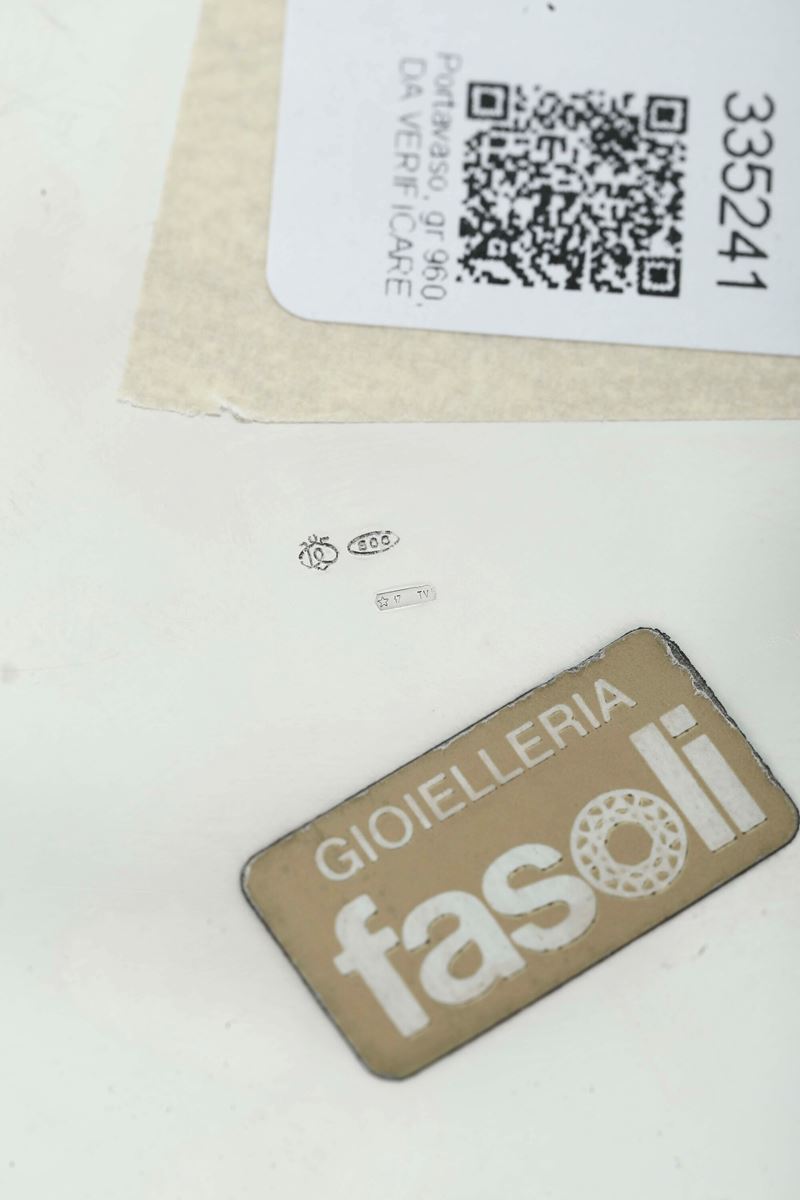 335241
Portavaso, gr 960,
DA VERIFICARE,
800
☆ 17 TV
GIOIELLERIA
fasoli